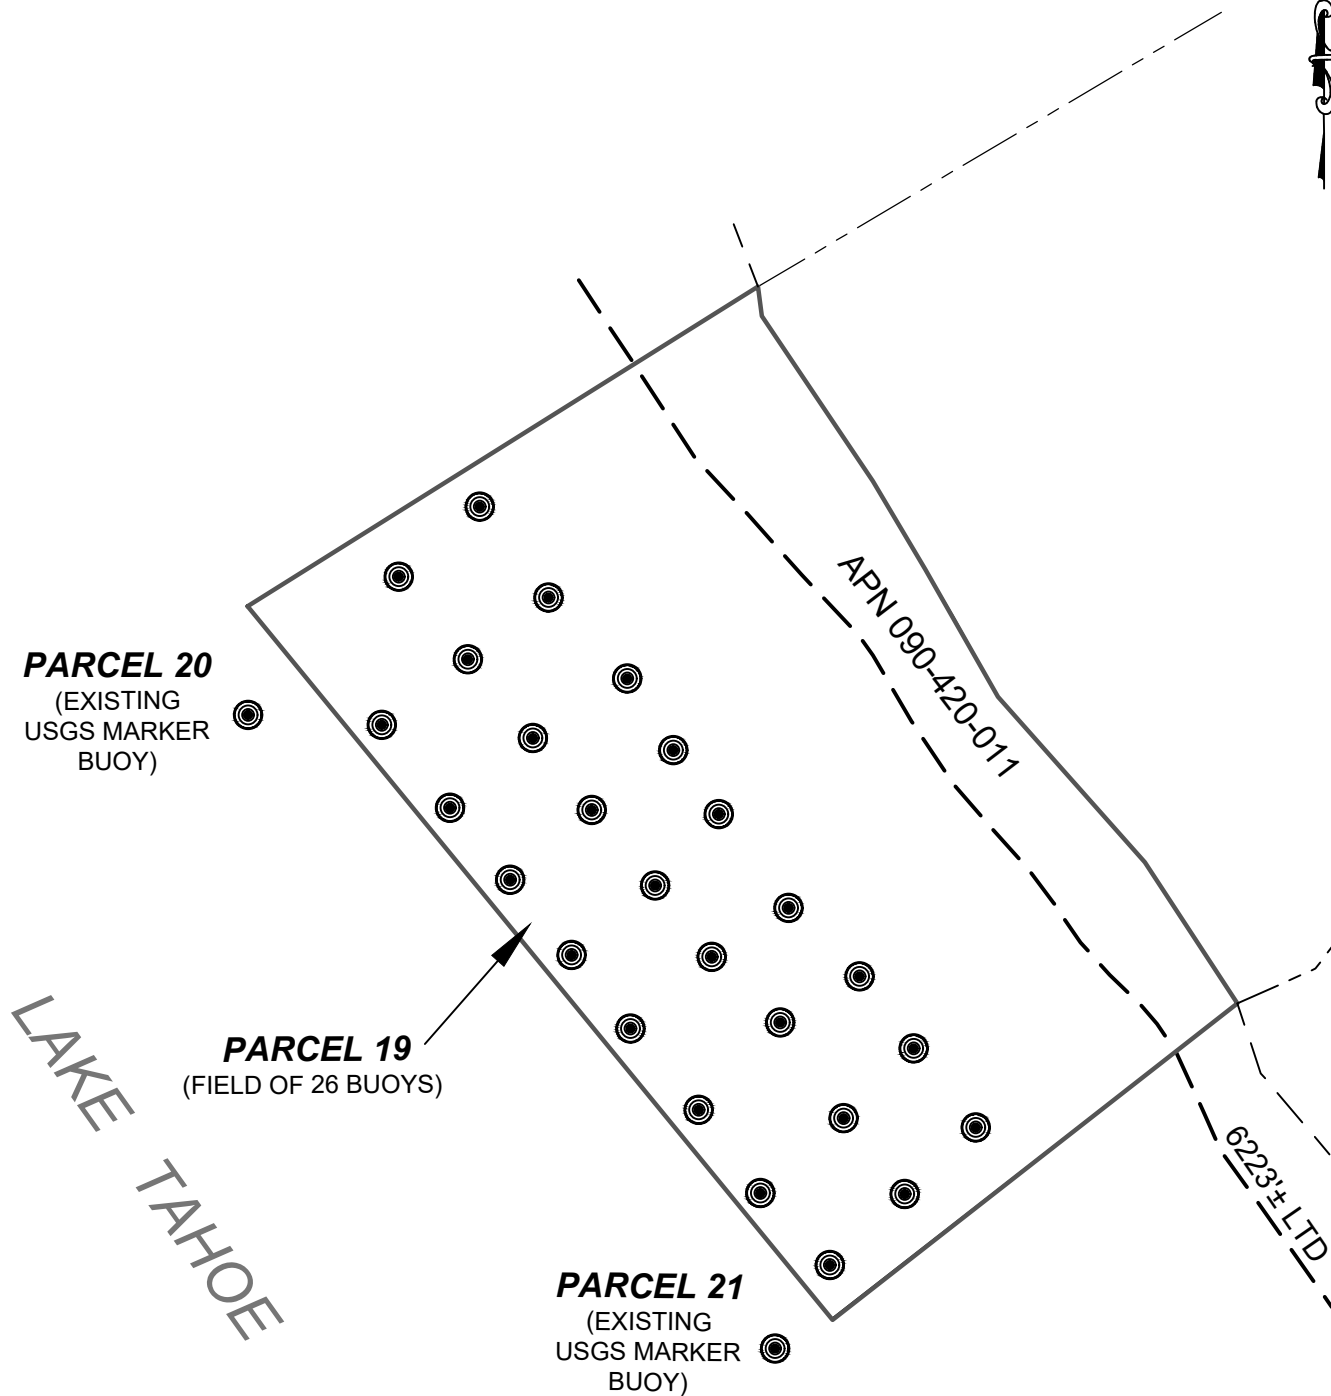 APN 090-420-011
PARCEL 20
(EXISTING
USGS MARKER
BUOY)
PARCEL 19
(FIELD OF 26 BUOYS)
LAKE TAHOE
6223'± LTD
PARCEL 21
(EXISTING
USGS MARKER
BUOY)